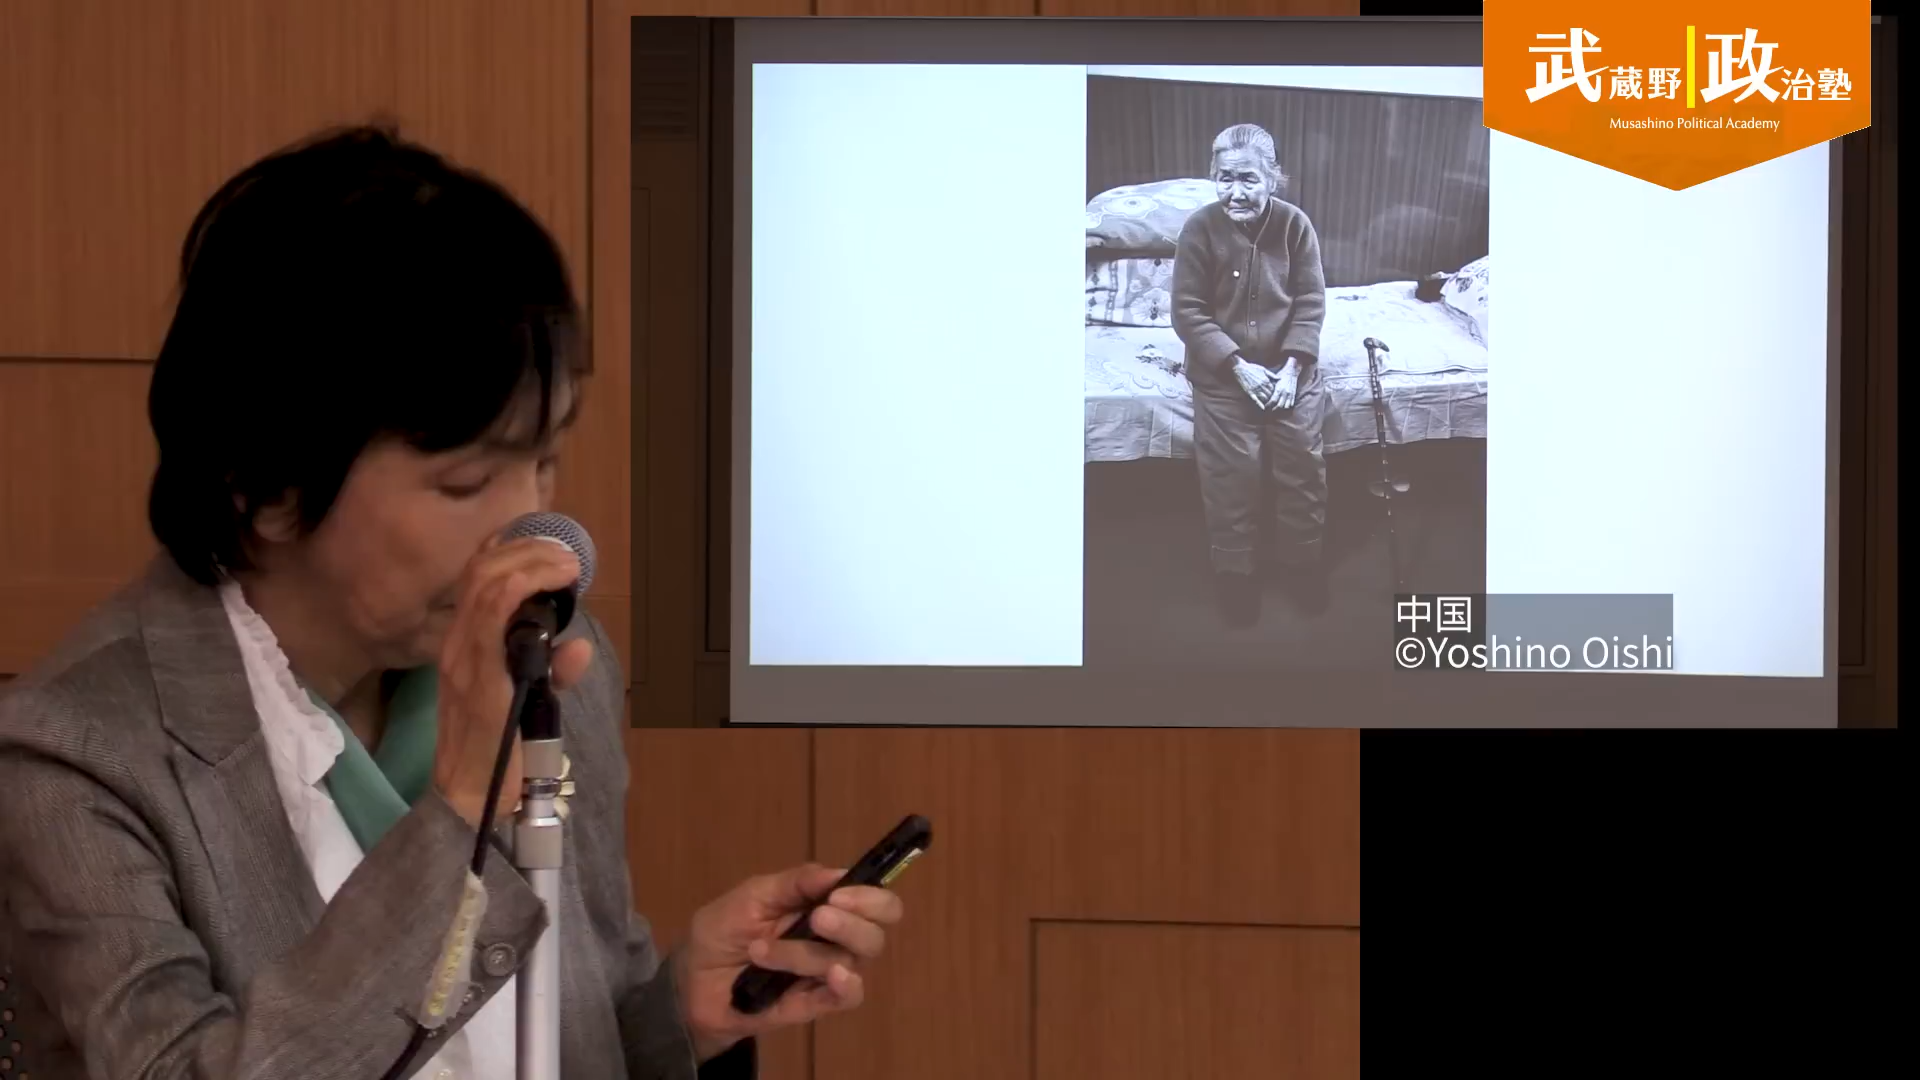 武蔵野政治塾
Musashino Political Academy
中国
©Yoshino Oishi